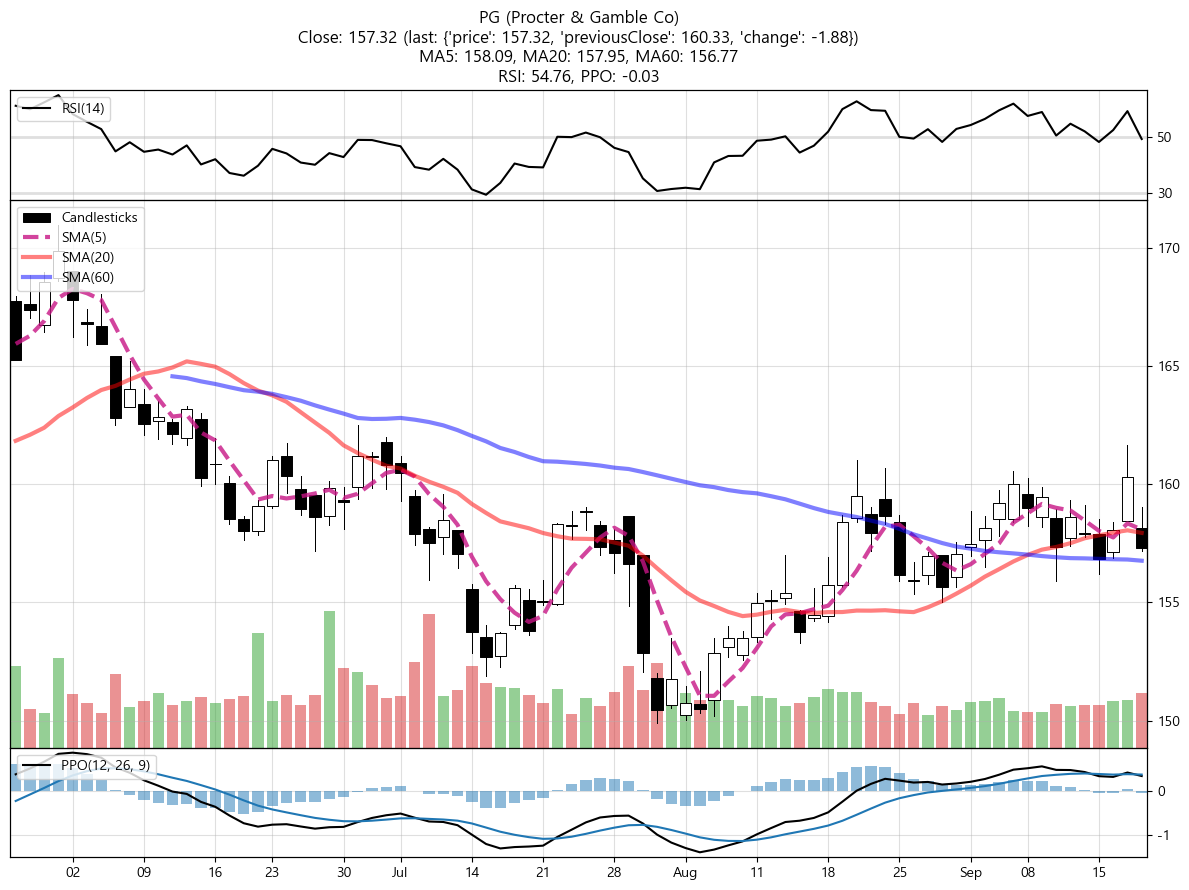 PG (Procter & Gamble Co)
Close: 157.32 (last: {'price': 157.32, 'previousClose': 160.33, 'change': -1.88})
MA5: 158.09, MA20: 157.95, MA60: 156.77
RSI: 54.76, PPO: -0.03
RSI(14)
50
30
Candlesticks
SMA(5)
SMA(20)
SMA(60)
170
165
160
155
150
PPO(12, 26, 9)
0
-1
02 09 16 23 30 Jul 14 21 28 Aug 11 18 25 Sep 08 15